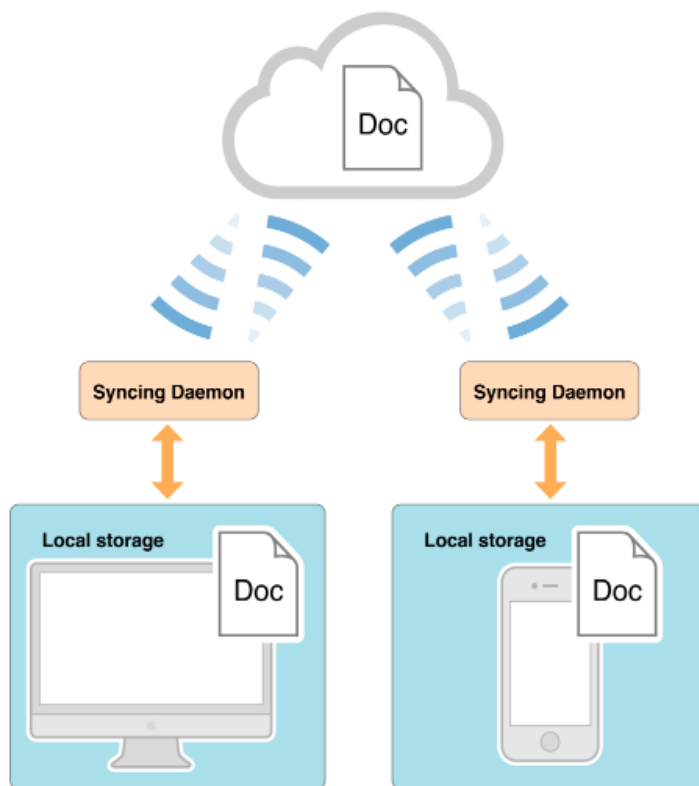 Doc
Syncing Daemon
Syncing Daemon
Local storage
Doc
Local storage
Doc